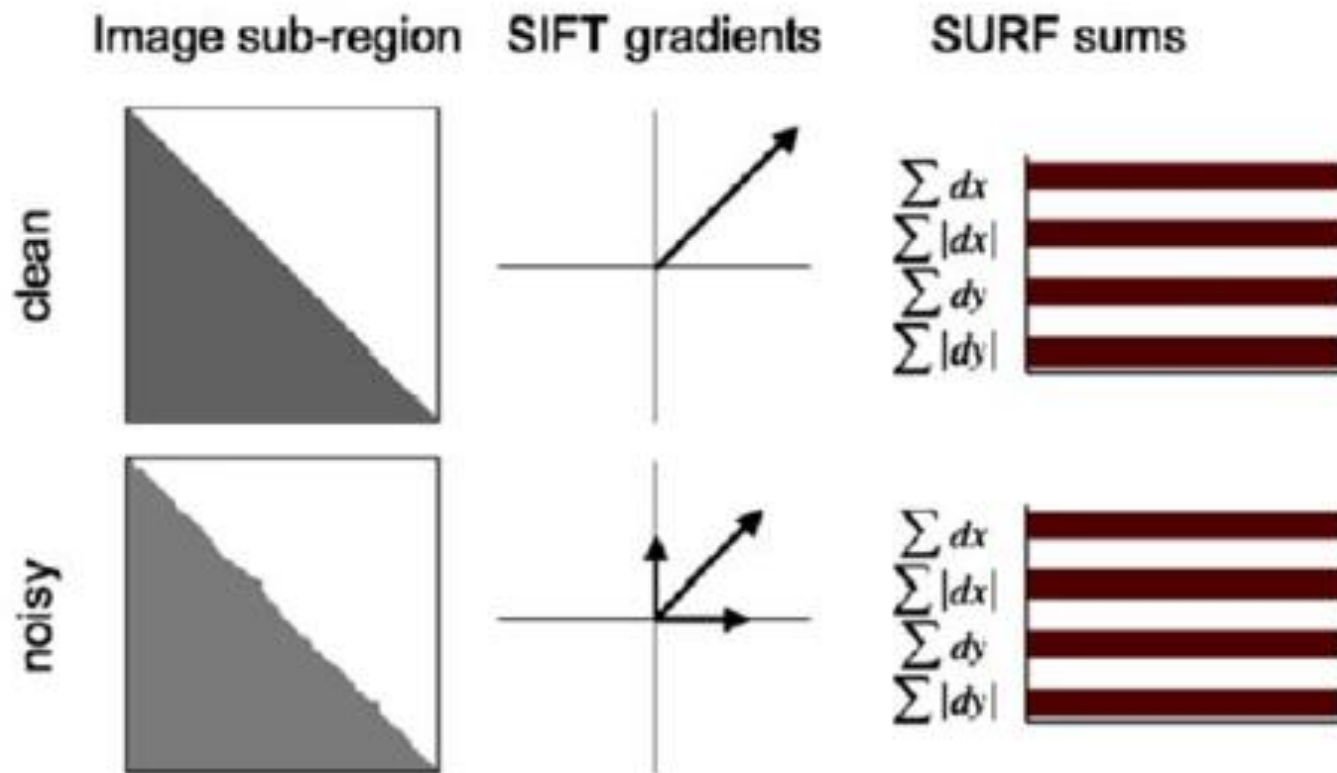 Image sub-region SIFT gradients SURF sums
clean
∑ dx
∑ |dx|
∑ dy
∑ |dy|
noisy
∑ dx
∑ |dx|
∑ dy
∑ |dy|